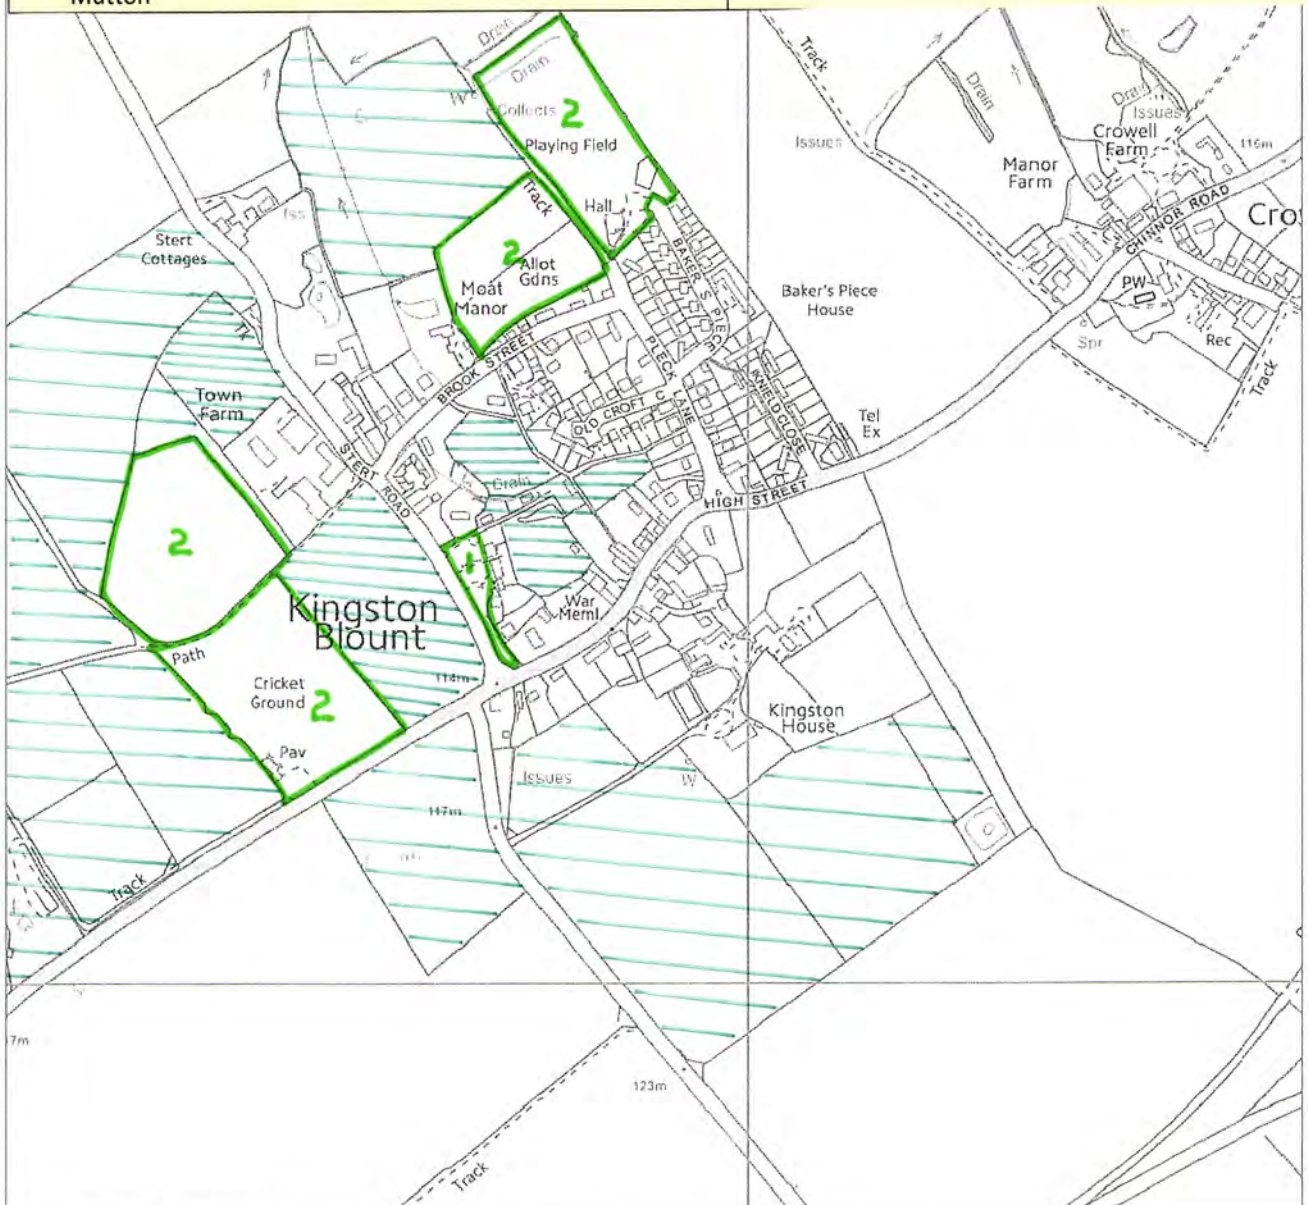 Mutton
Drain
Drain
W
Collects
2
Playing Field
Track
Hall
2
Allot
Gdns
Moat
Manor
Iss
Stert
Cottages
Town
Farm
BROOK STREET
STERT ROAD
BAKER'S PIECE
PLECK LANE
OLD CROFT C
IKNIELD CLOSE
HIGH STREET
Drain
Baker's Piece
House
Tel
Ex
Track
Issues
Drain
Drain
Issues
Crowell
Farm
Manor
Farm
116m
CHINNOR ROAD
Cro
PW
Spr
Rec
Track
2
1
Kingston
Blount
War
Meml
Path
114m
Cricket
Ground
2
Pav
Kingston
House
Issues
W
117m
Track
7m
123m
Track